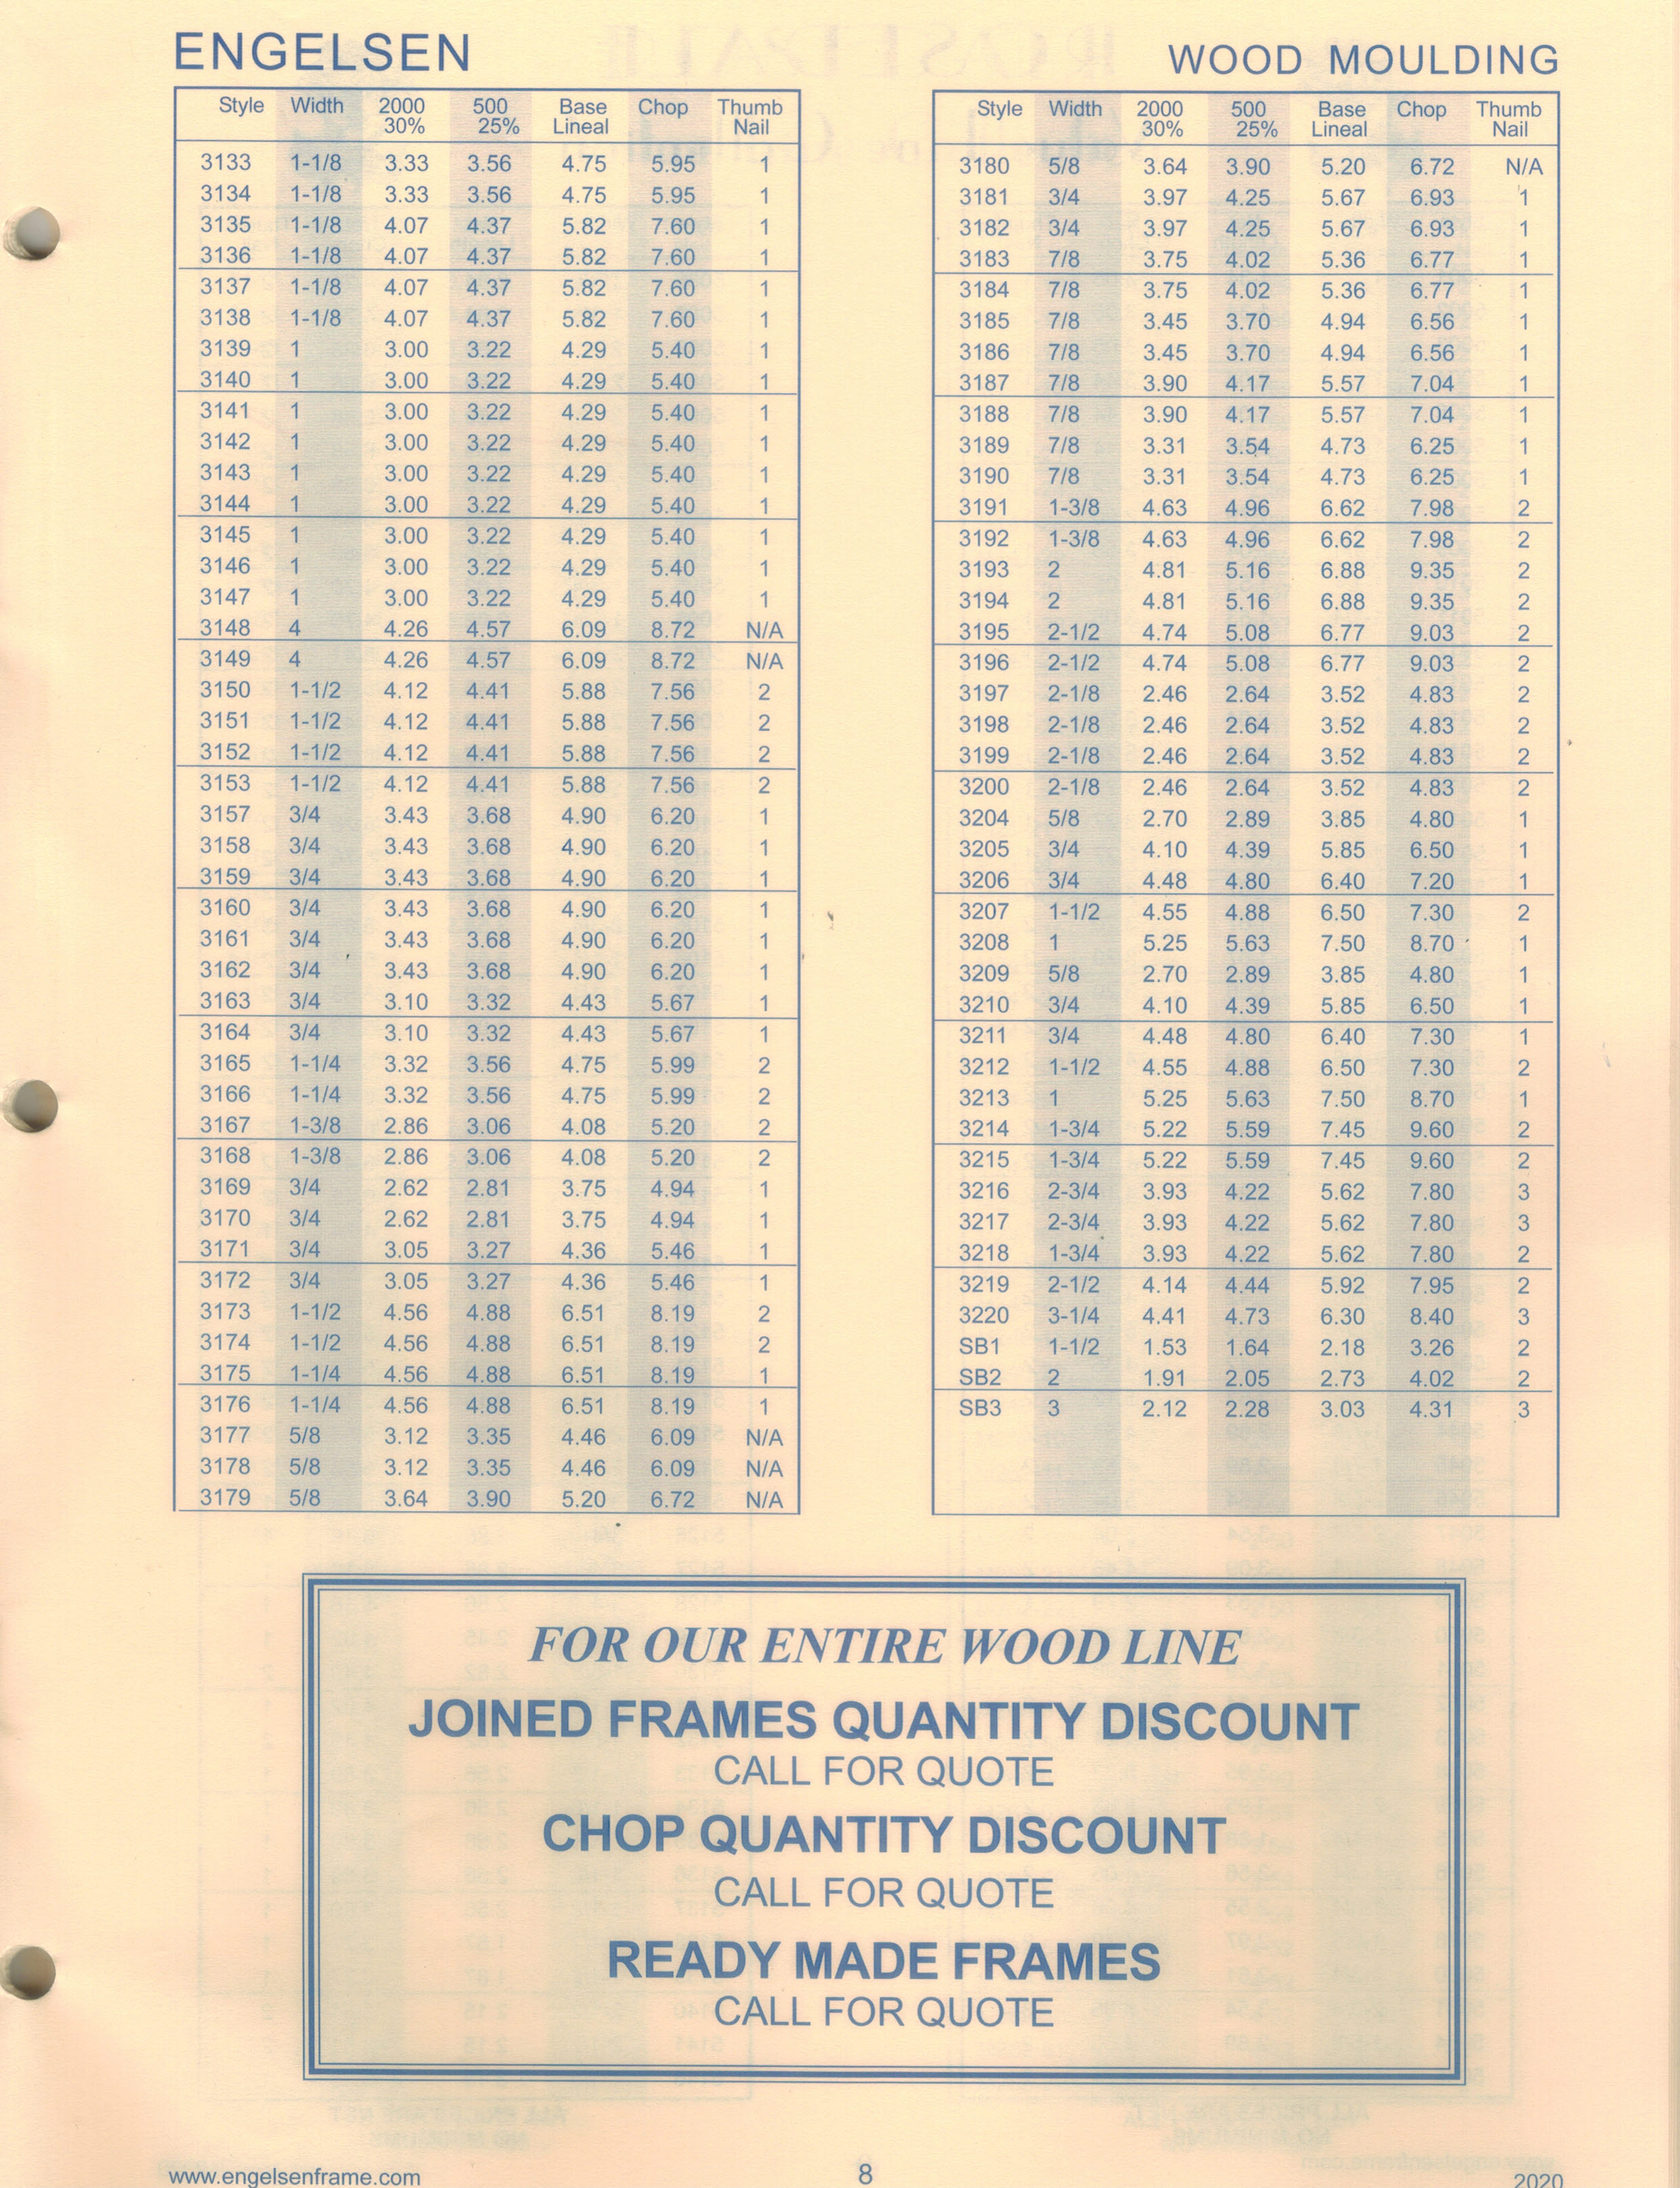 ENGELSEN
WOOD MOULDING
Style Width 2000 30% 500 25% Base Lineal Chop Thumb Nail
3133 1-1/8 3.33 3.56 4.75 5.95 1
3134 1-1/8 3.33 3.56 4.75 5.95 1
3135 1-1/8 4.07 4.37 5.82 7.60 1
3136 1-1/8 4.07 4.37 5.82 7.60 1
3137 1-1/8 4.07 4.37 5.82 7.60 1
3138 1-1/8 4.07 4.37 5.82 7.60 1
3139 1 3.00 3.22 4.29 5.40 1
3140 1 3.00 3.22 4.29 5.40 1
3141 1 3.00 3.22 4.29 5.40 1
3142 1 3.00 3.22 4.29 5.40 1
3143 1 3.00 3.22 4.29 5.40 1
3144 1 3.00 3.22 4.29 5.40 1
3145 1 3.00 3.22 4.29 5.40 1
3146 1 3.00 3.22 4.29 5.40 1
3147 1 3.00 3.22 4.29 5.40 1
3148 4 4.26 4.57 6.09 8.72 N/A
3149 4 4.26 4.57 6.09 8.72 N/A
3150 1-1/2 4.12 4.41 5.88 7.56 2
3151 1-1/2 4.12 4.41 5.88 7.56 2
3152 1-1/2 4.12 4.41 5.88 7.56 2
3153 1-1/2 4.12 4.41 5.88 7.56 2
3157 3/4 3.43 3.68 4.90 6.20 1
3158 3/4 3.43 3.68 4.90 6.20 1
3159 3/4 3.43 3.68 4.90 6.20 1
3160 3/4 3.43 3.68 4.90 6.20 1
3161 3/4 3.43 3.68 4.90 6.20 1
3162 3/4 3.43 3.68 4.90 6.20 1
3163 3/4 3.10 3.32 4.43 5.67 1
3164 3/4 3.10 3.32 4.43 5.67 1
3165 1-1/4 3.32 3.56 4.75 5.99 2
3166 1-1/4 3.32 3.56 4.75 5.99 2
3167 1-3/8 2.86 3.06 4.08 5.20 2
3168 1-3/8 2.86 3.06 4.08 5.20 2
3169 3/4 2.62 2.81 3.75 4.94 1
3170 3/4 2.62 2.81 3.75 4.94 1
3171 3/4 3.05 3.27 4.36 5.46 1
3172 3/4 3.05 3.27 4.36 5.46 1
3173 1-1/2 4.56 4.88 6.51 8.19 2
3174 1-1/2 4.56 4.88 6.51 8.19 2
3175 1-1/4 4.56 4.88 6.51 8.19 1
3176 1-1/4 4.56 4.88 6.51 8.19 1
3177 5/8 3.12 3.35 4.46 6.09 N/A
3178 5/8 3.12 3.35 4.46 6.09 N/A
3179 5/8 3.64 3.90 5.20 6.72 N/A
Style Width 2000 30% 500 25% Base Lineal Chop Thumb Nail
3180 5/8 3.64 3.90 5.20 6.72 N/A
3181 3/4 3.97 4.25 5.67 6.93 1
3182 3/4 3.97 4.25 5.67 6.93 1
3183 7/8 3.75 4.02 5.36 6.77 1
3184 7/8 3.75 4.02 5.36 6.77 1
3185 7/8 3.45 3.70 4.94 6.56 1
3186 7/8 3.45 3.70 4.94 6.56 1
3187 7/8 3.90 4.17 5.57 7.04 1
3188 7/8 3.90 4.17 5.57 7.04 1
3189 7/8 3.31 3.54 4.73 6.25 1
3190 7/8 3.31 3.54 4.73 6.25 1
3191 1-3/8 4.63 4.96 6.62 7.98 2
3192 1-3/8 4.63 4.96 6.62 7.98 2
3193 2 4.81 5.16 6.88 9.35 2
3194 2 4.81 5.16 6.88 9.35 2
3195 2-1/2 4.74 5.08 6.77 9.03 2
3196 2-1/2 4.74 5.08 6.77 9.03 2
3197 2-1/8 2.46 2.64 3.52 4.83 2
3198 2-1/8 2.46 2.64 3.52 4.83 2
3199 2-1/8 2.46 2.64 3.52 4.83 2
3200 2-1/8 2.46 2.64 3.52 4.83 2
3204 5/8 2.70 2.89 3.85 4.80 1
3205 3/4 4.10 4.39 5.85 6.50 1
3206 3/4 4.48 4.80 6.40 7.20 1
3207 1-1/2 4.55 4.88 6.50 7.30 2
3208 1 5.25 5.63 7.50 8.70 1
3209 5/8 2.70 2.89 3.85 4.80 1
3210 3/4 4.10 4.39 5.85 6.50 1
3211 3/4 4.48 4.80 6.40 7.30 1
3212 1-1/2 4.55 4.88 6.50 7.30 2
3213 1 5.25 5.63 7.50 8.70 1
3214 1-3/4 5.22 5.59 7.45 9.60 2
3215 1-3/4 5.22 5.59 7.45 9.60 2
3216 2-3/4 3.93 4.22 5.62 7.80 3
3217 2-3/4 3.93 4.22 5.62 7.80 3
3218 1-3/4 3.93 4.22 5.62 7.80 2
3219 2-1/2 4.14 4.44 5.92 7.95 2
3220 3-1/4 4.41 4.73 6.30 8.40 3
SB1 1-1/2 1.53 1.64 2.18 3.26 2
SB2 2 1.91 2.05 2.73 4.02 2
SB3 3 2.12 2.28 3.03 4.31 3
FOR OUR ENTIRE WOOD LINE
JOINED FRAMES QUANTITY DISCOUNT
CALL FOR QUOTE
CHOP QUANTITY DISCOUNT
CALL FOR QUOTE
READY MADE FRAMES
CALL FOR QUOTE
www.engelsenframe.com
8
2020